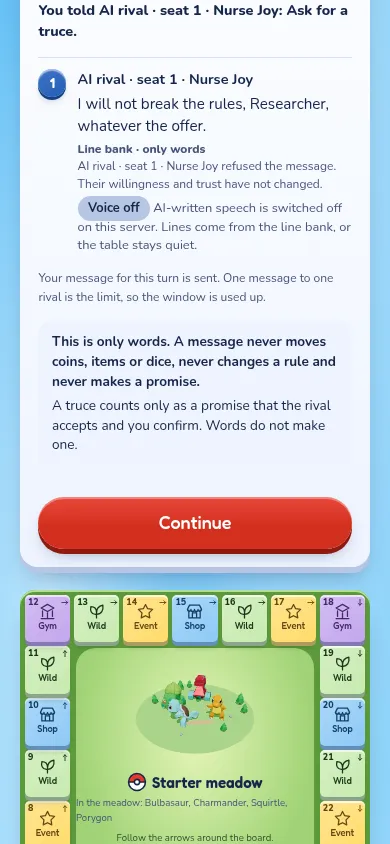 You told AI rival · seat 1 · Nurse Joy: Ask for a
truce.
1
AI rival · seat 1 · Nurse Joy
I will not break the rules, Researcher,
whatever the offer.
Line bank · only words
AI rival · seat 1 · Nurse Joy refused the message.
Their willingness and trust have not changed.
Voice off AI-written speech is switched off
on this server. Lines come from the line bank, or
the table stays quiet.
Your message for this turn is sent. One message to one
rival is the limit, so the window is used up.
This is only words. A message never moves
coins, items or dice, never changes a rule and
never makes a promise.
A truce counts only as a promise that the rival
accepts and you confirm. Words do not make
one.
Continue
12 → 13 → 14 → 15 → 16 → 17 → 18 ↓
Gym Wild Event Shop Wild Event Gym
11 ↑ 19 ↓
Wild Wild
10 ↑ 20 ↓
Shop Shop
9 ↑ 21 ↓
Wild Wild
Starter meadow
In the meadow: Bulbasaur, Charmander, Squirtle,
Porygon
8 ↑ 22 ↓
Event Event
Follow the arrows around the board.